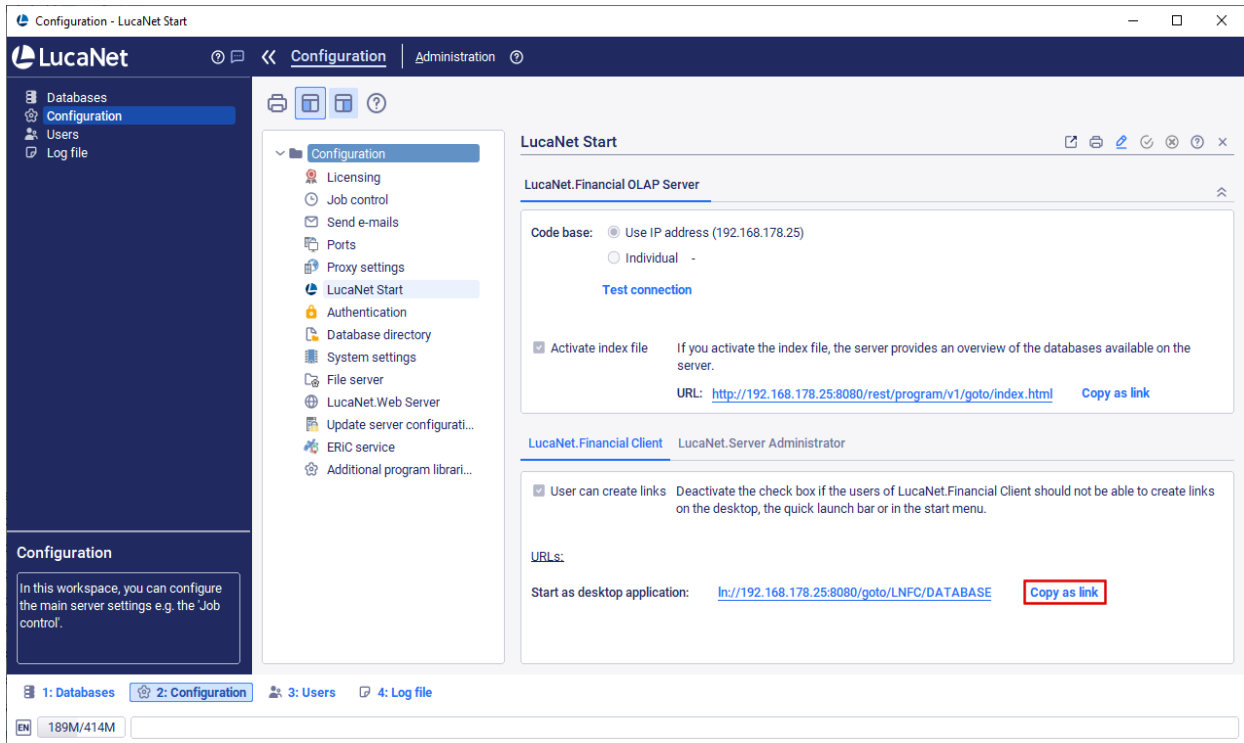 Configuration - LucaNet Start
LucaNet
Configuration
Administration
Databases
Configuration
Users
Log file
Configuration
Licensing
Job control
Send e-mails
Ports
Proxy settings
LucaNet Start
Authentication
Database directory
System settings
File server
LucaNet.Web Server
Update server configurati...
ERiC service
Additional program librari...
LucaNet Start
LucaNet.Financial OLAP Server
Code base: Use IP address (192.168.178.25)
Individual -
Test connection
Activate index file If you activate the index file, the server provides an overview of the databases available on the
server.
URL: http://192.168.178.25:8080/rest/program/v1/goto/index.html Copy as link
LucaNet.Financial Client LucaNet.Server Administrator
User can create links Deactivate the check box if the users of LucaNet.Financial Client should not be able to create links
on the desktop, the quick launch bar or in the start menu.
URLs:
Start as desktop application: ln://192.168.178.25:8080/goto/LNFC/DATABASE Copy as link
Configuration
In this workspace, you can configure
the main server settings e.g. the 'Job
control'.
1: Databases 2: Configuration 3: Users 4: Log file
EN 189M/414M